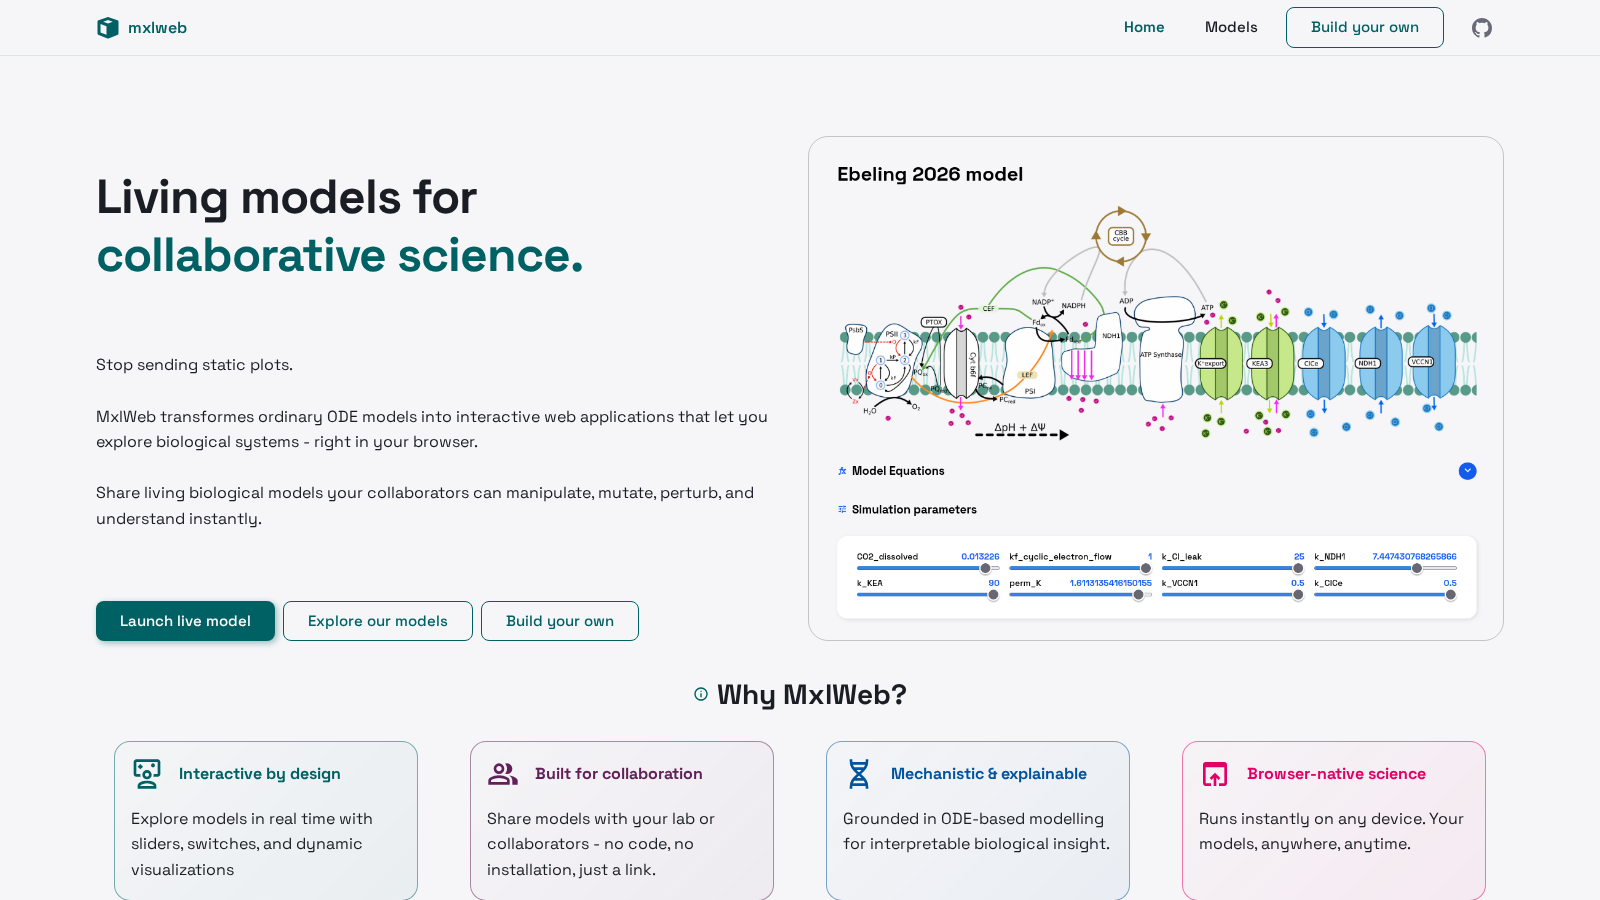 mxlweb
Home
Models
Build your own
Living models for
collaborative science.
Stop sending static plots.
MxlWeb transformes ordinary ODE models into interactive web applications that let you
explore biological systems - right in your browser.
Share living biological models your collaborators can manipulate, mutate, perturb, and
understand instantly.
Launch live model
Explore our models
Build your own
Ebeling 2026 model
CBB
cycle
NADP⁺
NADPH
ADP
ATP
CEF
PTOX
PsbS
PSII
Cyt b6f
NDH1
ATP Synthase
LEF
PSI
PCred
H₂O
O₂
K⁺export
KEA3
ClCe
NDH1
VCCN1
ΔpH + ΔΨ
Model Equations
Simulation parameters
CO2_dissolved 0.013226
kf_cyclic_electron_flow 1
k_Cl_leak 25
k_NDH1 7.447430768265866
k_KEA 90
perm_K 1.6113135416150155
k_VCCN1 0.5
k_ClCe 0.5
Why MxlWeb?
Interactive by design
Explore models in real time with
sliders, switches, and dynamic
visualizations
Built for collaboration
Share models with your lab or
collaborators - no code, no
installation, just a link.
Mechanistic & explainable
Grounded in ODE-based modelling
for interpretable biological insight.
Browser-native science
Runs instantly on any device. Your
models, anywhere, anytime.